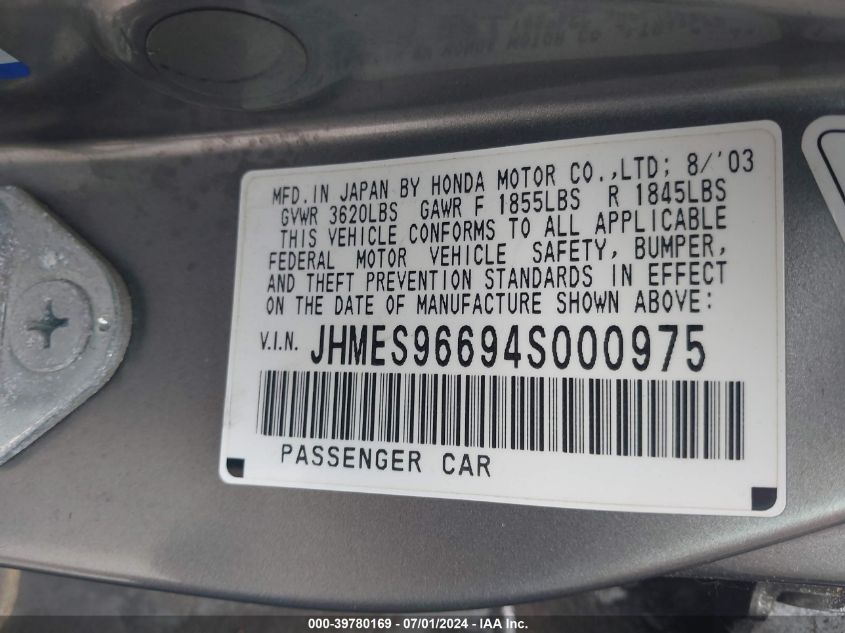 MFD.IN JAPAN BY HONDA MOTOR CO.,LTD; 8/'03
GVWR 3620LBS GAWR F 1855LBS R 1845LBS
THIS VEHICLE CONFORMS TO ALL APPLICABLE
FEDERAL MOTOR VEHICLE SAFETY, BUMPER,
AND THEFT PREVENTION STANDARDS IN EFFECT
ON THE DATE OF MANUFACTURE SHOWN ABOVE:
V.I.N. JHMES96694S000975
PASSENGER CAR
000-39780169 - 07/01/2024 - IAAI.COM